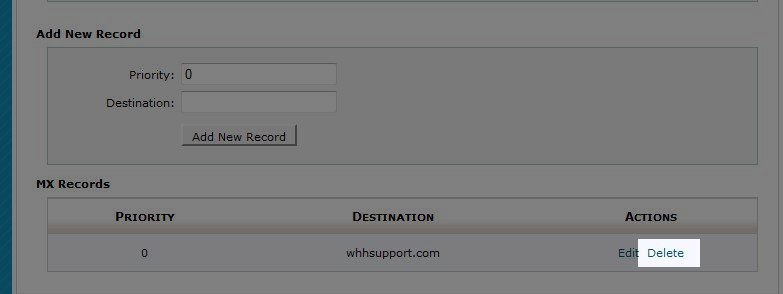 Add New Record
Priority: 0
Destination:
Add New Record
MX Records
PRIORITY DESTINATION ACTIONS
0 whhsupport.com Edit Delete